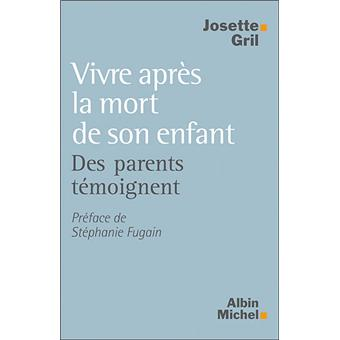 Josette
Gril
Vivre après
la mort
de son enfant
Des parents
témoignent
Préface de
Stéphanie Fugain
Albin
Michel